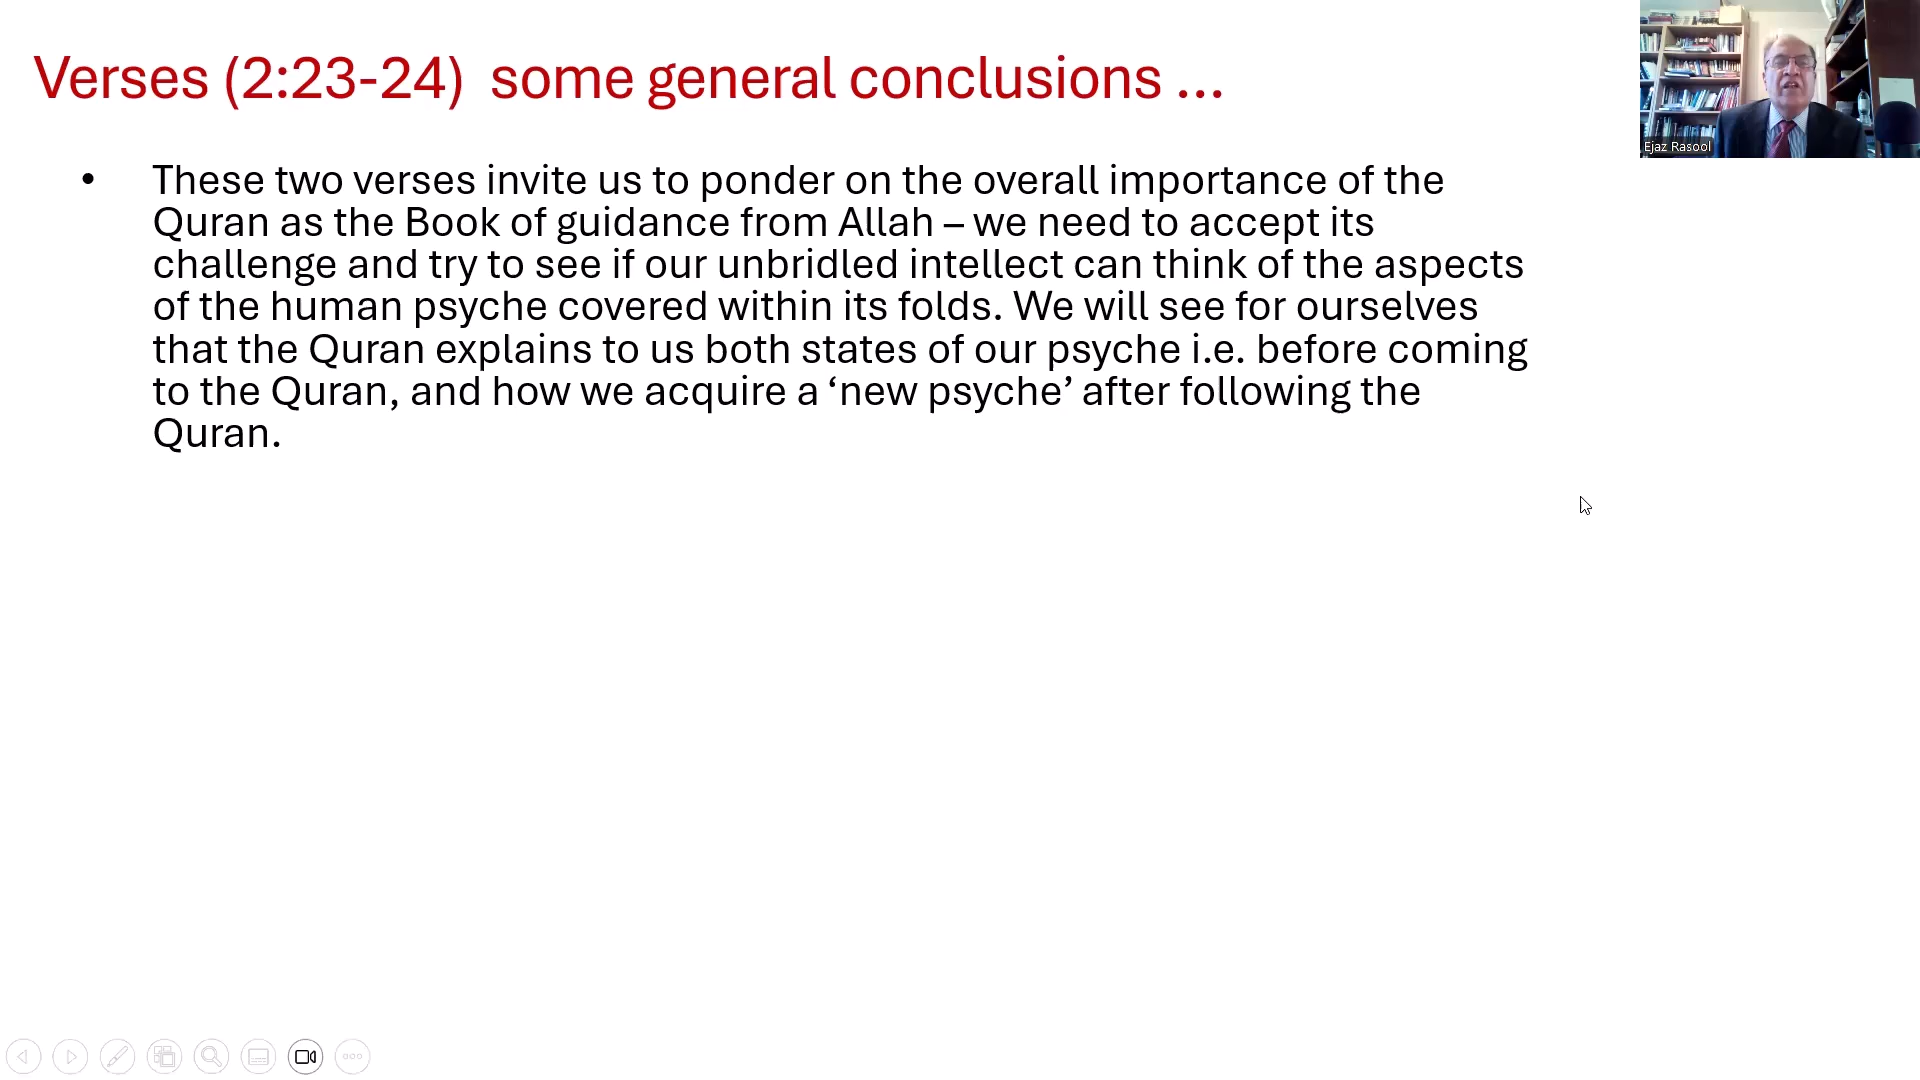 Verses (2:23-24) some general conclusions ...
• These two verses invite us to ponder on the overall importance of the
Quran as the Book of guidance from Allah – we need to accept its
challenge and try to see if our unbridled intellect can think of the aspects
of the human psyche covered within its folds. We will see for ourselves
that the Quran explains to us both states of our psyche i.e. before coming
to the Quran, and how we acquire a ‘new psyche’ after following the
Quran.
Ejaz Rasool